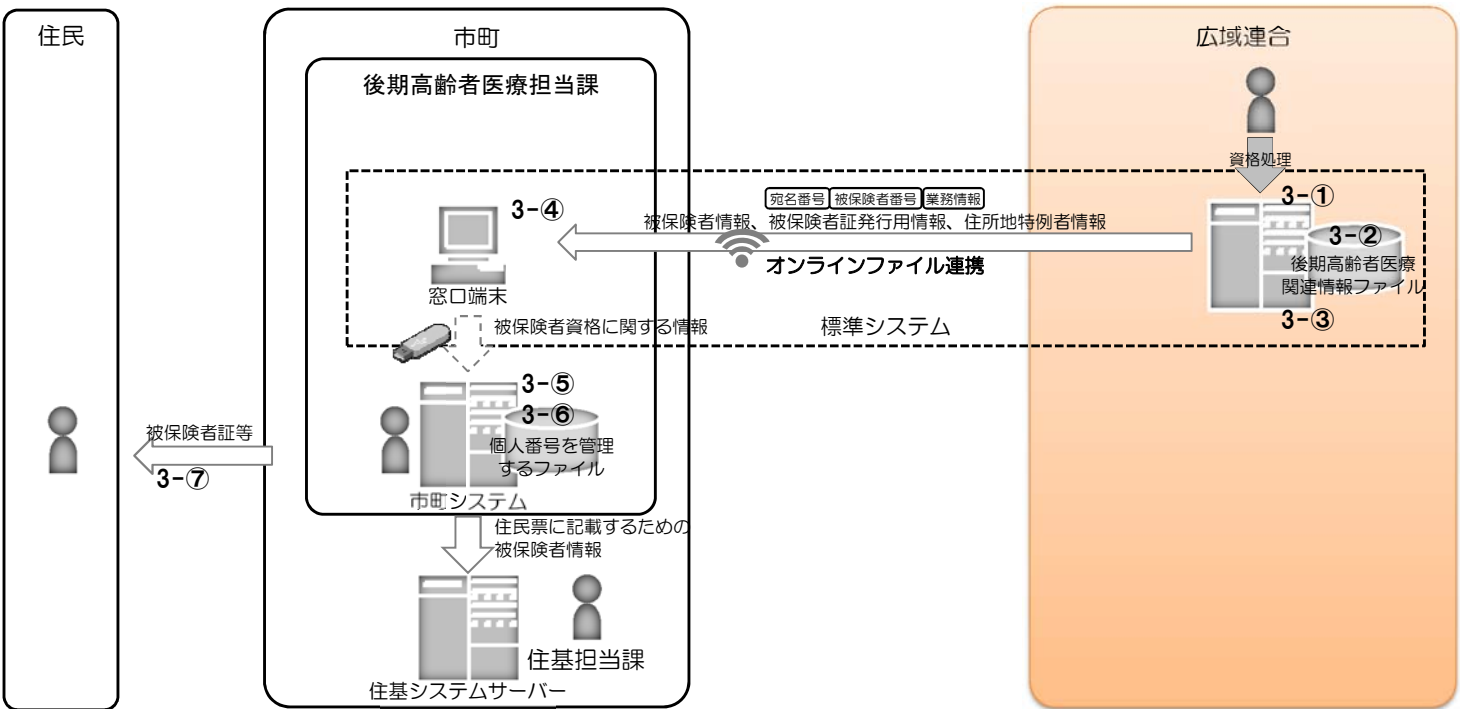 住民
市町
後期高齢者医療担当課
広域連合
資格処理
宛名番号 被保険者番号 業務情報
被保険者情報、被保険者証発行用情報、住所地特例者情報
オンラインファイル連携
3-①
3-②
後期高齢者医療
関連情報ファイル
3-③
標準システム
3-④
窓口端末
被保険者資格に関する情報
3-⑤
3-⑥
個人番号を管理
するファイル
市町システム
被保険者証等
3-⑦
住民票に記載するための
被保険者情報
住基担当課
住基システムサーバー